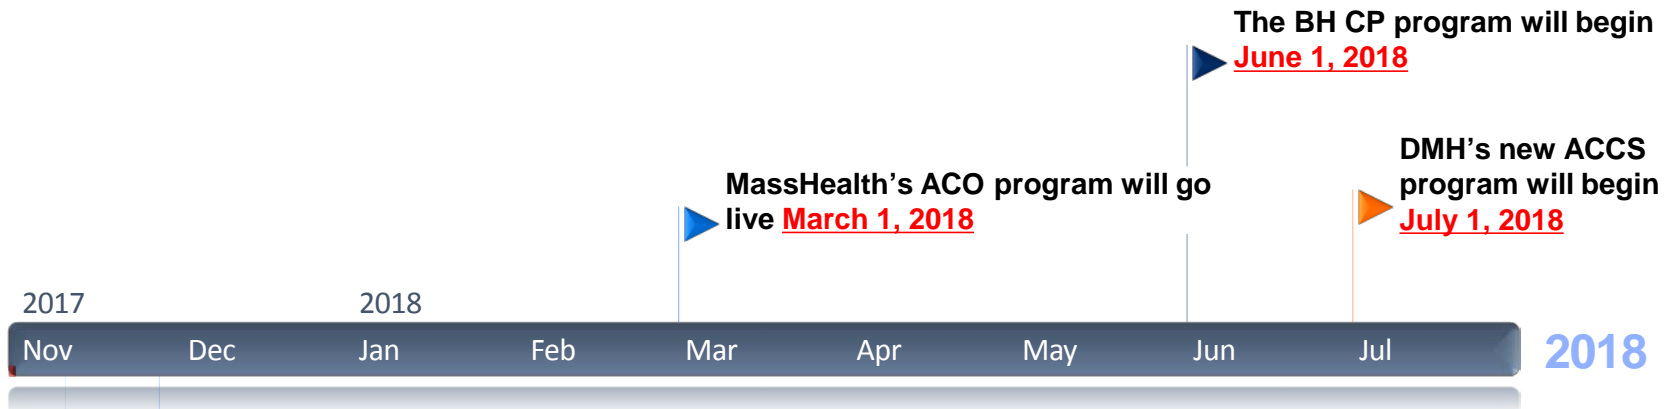 The BH CP program will begin
June 1, 2018
DMH’s new ACCS
program will begin
July 1, 2018
MassHealth’s ACO program will go
live March 1, 2018
2017 2018
Nov Dec Jan Feb Mar Apr May Jun Jul 2018